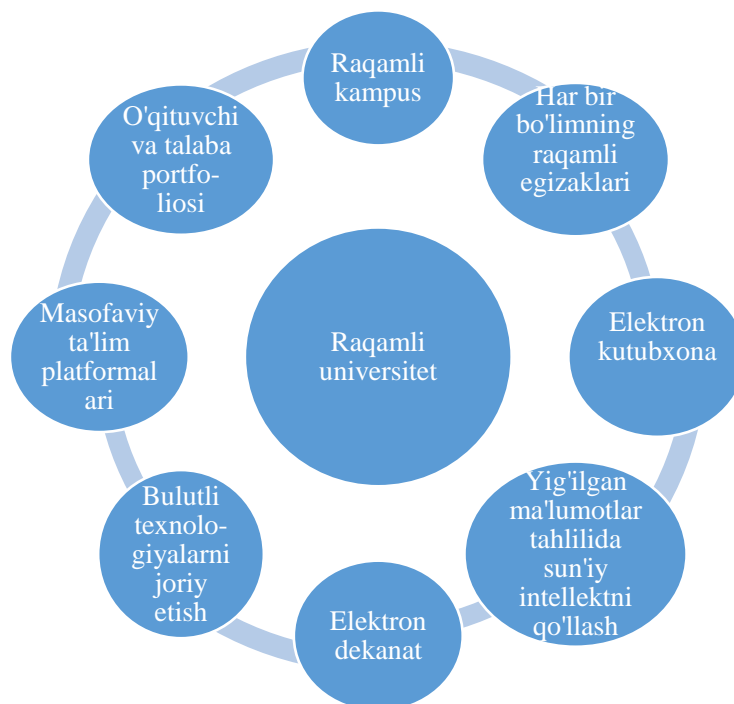 Raqamli
kampus
Har bir
bo'limning
raqamli
egizaklari
Elektron
kutubxona
Yig'ilgan
ma'lumotlar
tahlilida
sun'iy
intellektni
qo'llash
Elektron
dekanat
Bulutli
texnolo-
giyalarni
joriy
etish
Masofaviy
ta'lim
platformal
ari
O'qituvchi
va talaba
portfo-
liosi
Raqamli
universitet